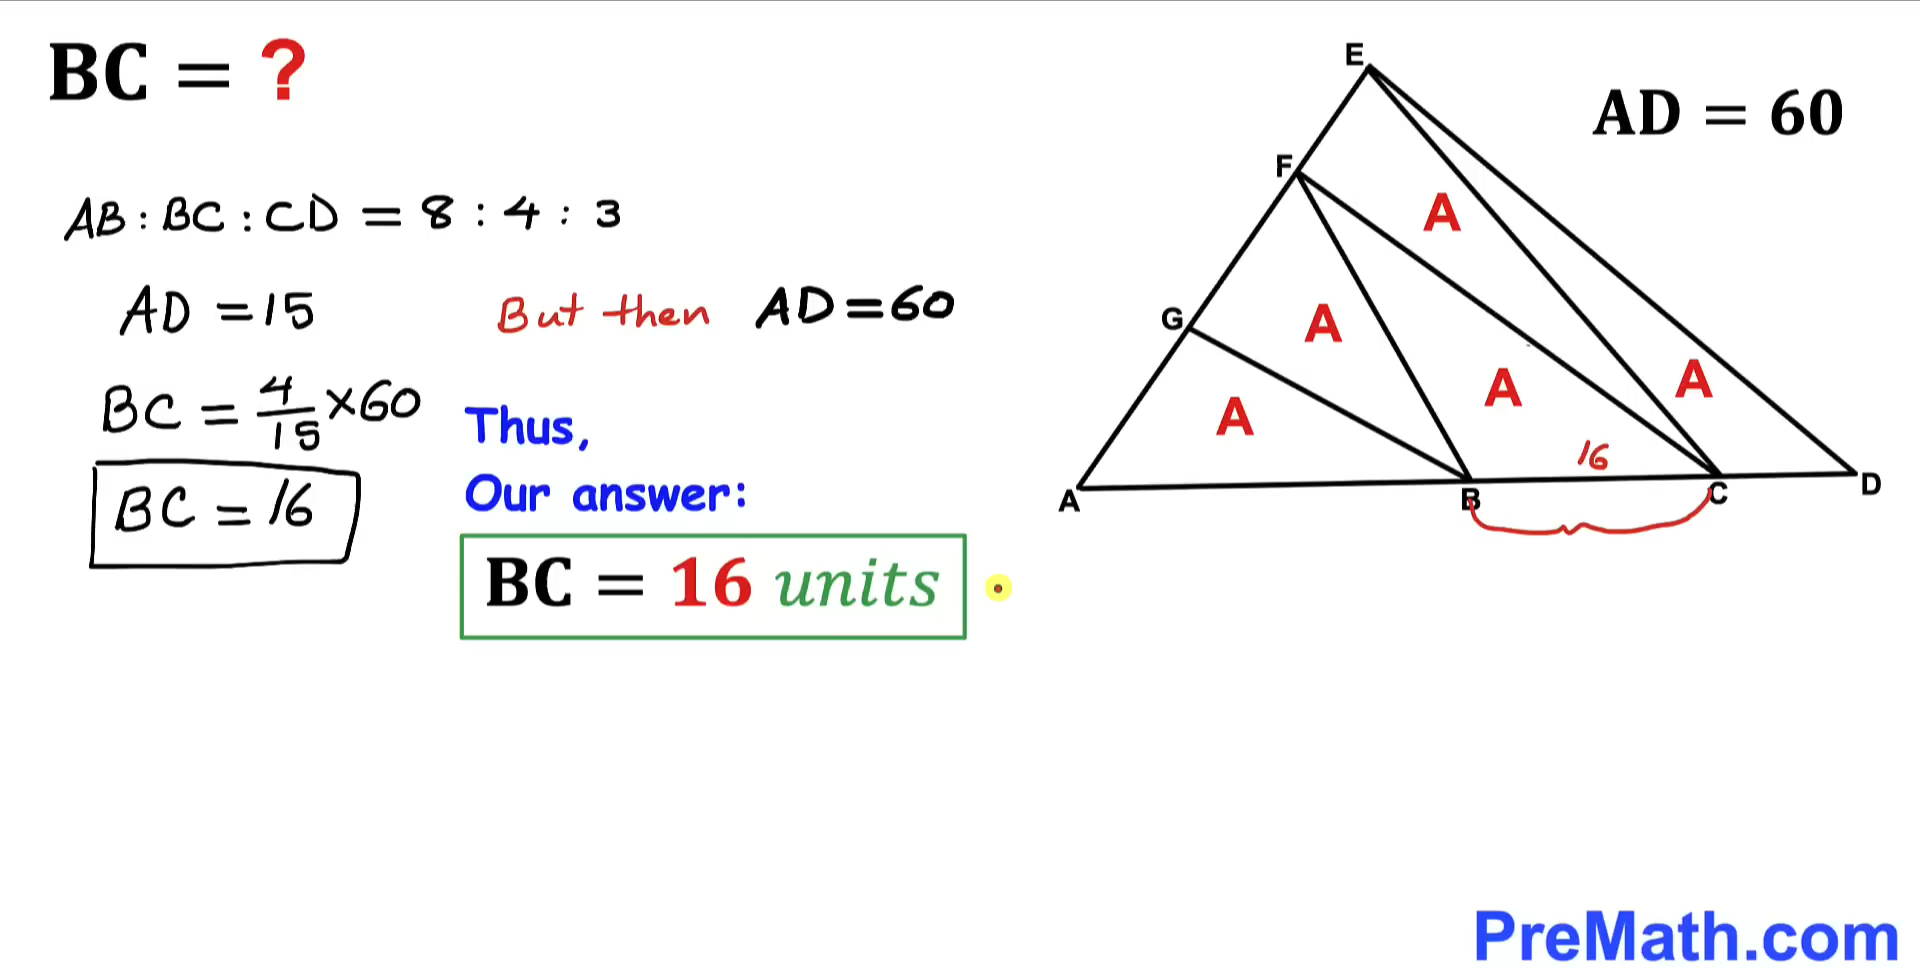 BC = ?
AD = 60
AB : BC : CD = 8 : 4 : 3
AD = 15 But then AD = 60
BC = 4/15 × 60
BC = 16
Thus,
Our answer:
BC = 16 units
E
F
A
G
A
A
A
A
16
A
B
C
D
PreMath.com